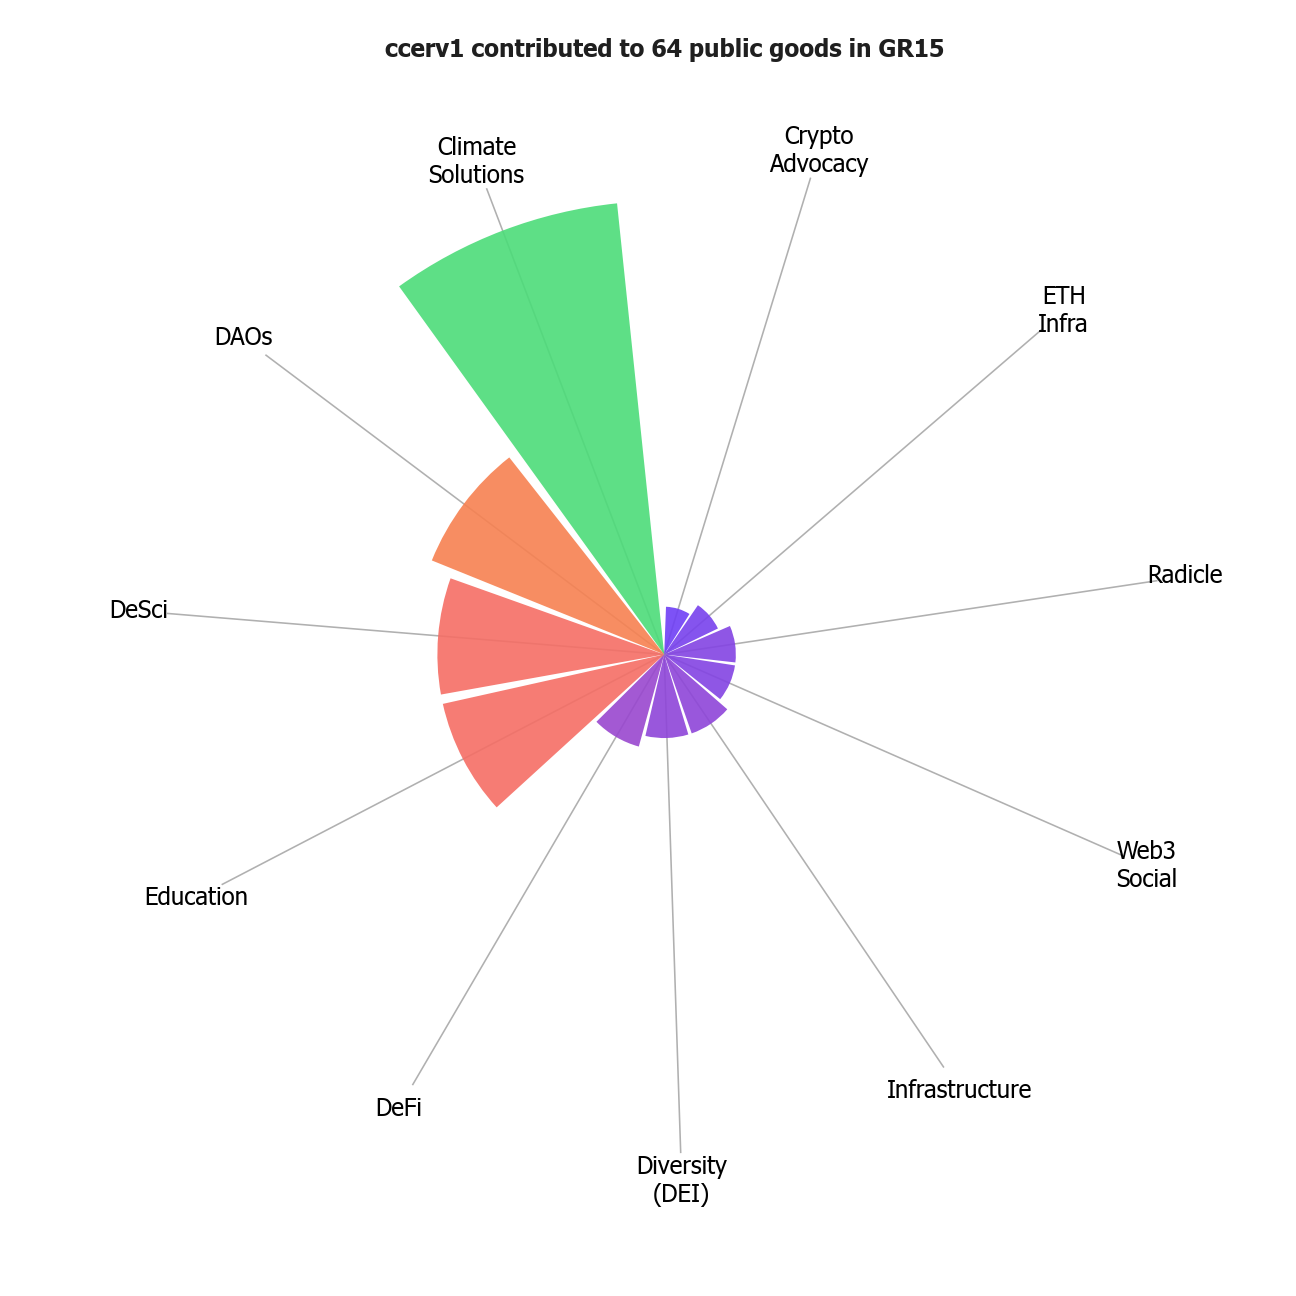 ccerv1 contributed to 64 public goods in GR15
Crypto
Advocacy
Climate
Solutions
ETH
Infra
DAOs
Radicle
DeSci
Web3
Social
Education
Infrastructure
DeFi
Diversity
(DEI)